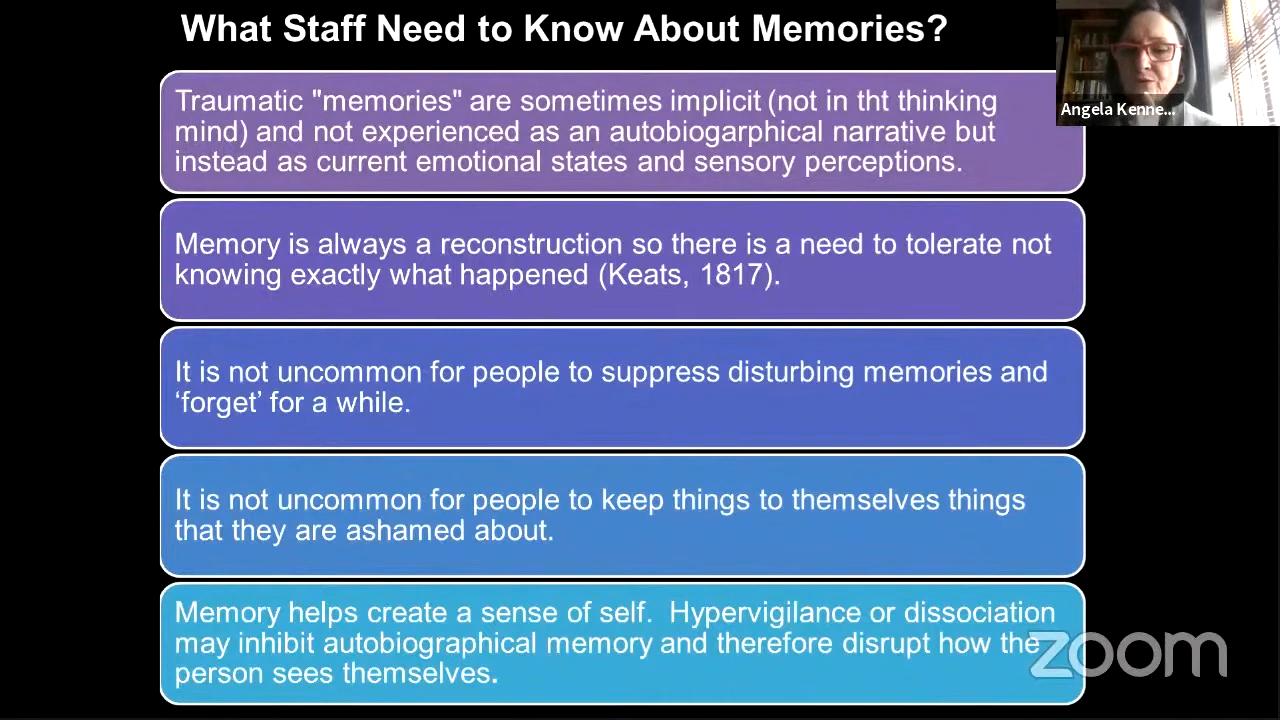 What Staff Need to Know About Memories?
Angela Kenne...
Traumatic "memories" are sometimes implicit (not in tht thinking
mind) and not experienced as an autobiogarphical narrative but
instead as current emotional states and sensory perceptions.
Memory is always a reconstruction so there is a need to tolerate not
knowing exactly what happened (Keats, 1817).
It is not uncommon for people to suppress disturbing memories and
‘forget’ for a while.
It is not uncommon for people to keep things to themselves things
that they are ashamed about.
Memory helps create a sense of self.  Hypervigilance or dissociation
may inhibit autobiographical memory and therefore disrupt how the
person sees themselves.
zoom